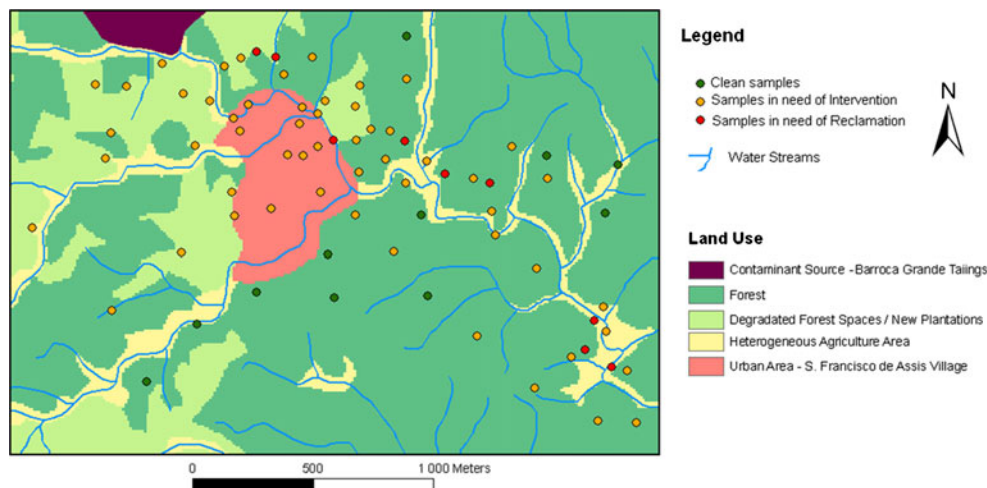 Legend
Clean samples
Samples in need of Intervention
Samples in need of Reclamation
Water Streams
N
Land Use
Contaminant Source - Barroca Grande Taiings
Forest
Degraded Forest Spaces / New Plantations
Heterogeneous Agriculture Area
Urban Area - S. Francisco de Assis Village
0 500 1 000 Meters